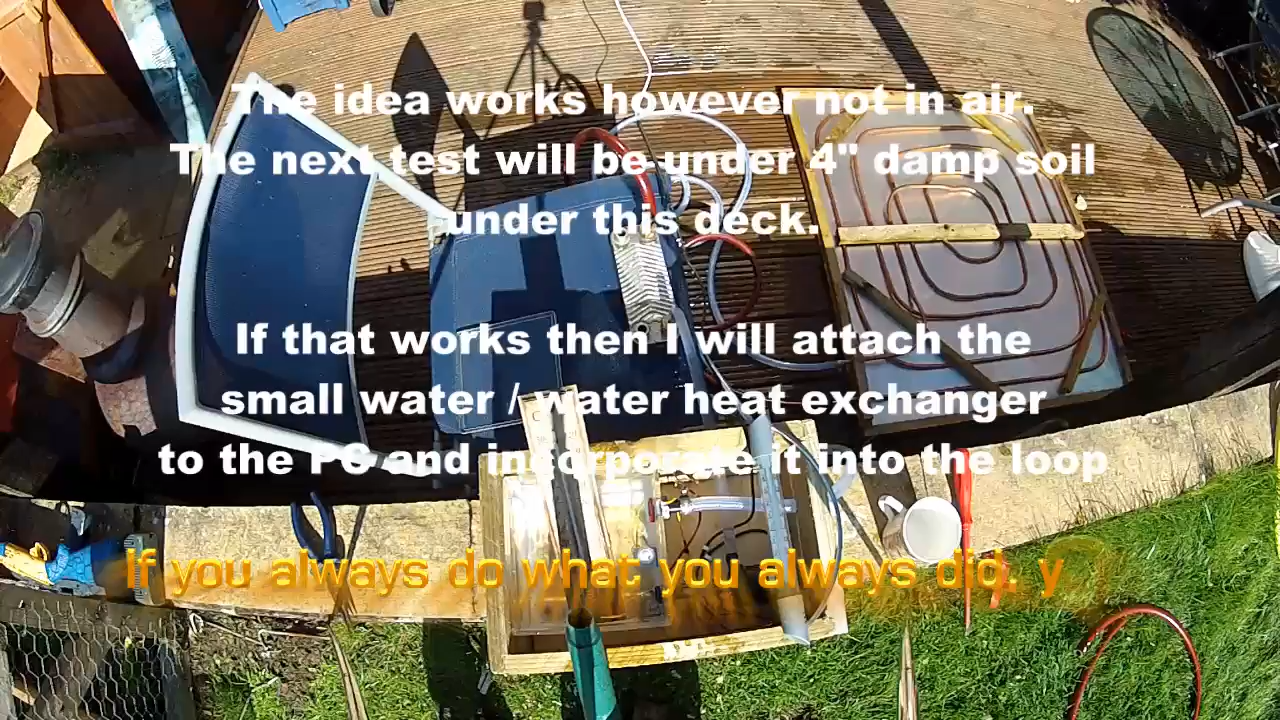 The idea works however not in air.
The next test will be under 4" damp soil
under this deck.
If that works then I will attach the
small water / water heat exchanger
to the PC and incorporate it into the loop
If you always do what you always did, y